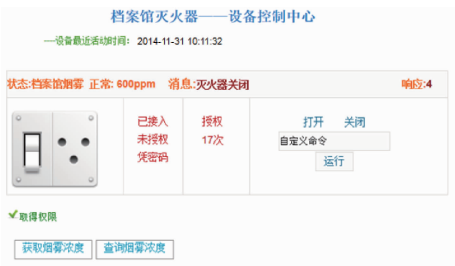 档案馆灭火器——设备控制中心
—设备最近活动时间: 2014-11-31 10:11:32
状态:档案馆烟雾 正常: 600ppm 消息:灭火器关闭 响应:4
已接入 授权 打开 关闭
未授权 17次 自定义命令
凭密码 运行
取得权限
获取烟雾浓度 查询烟雾浓度